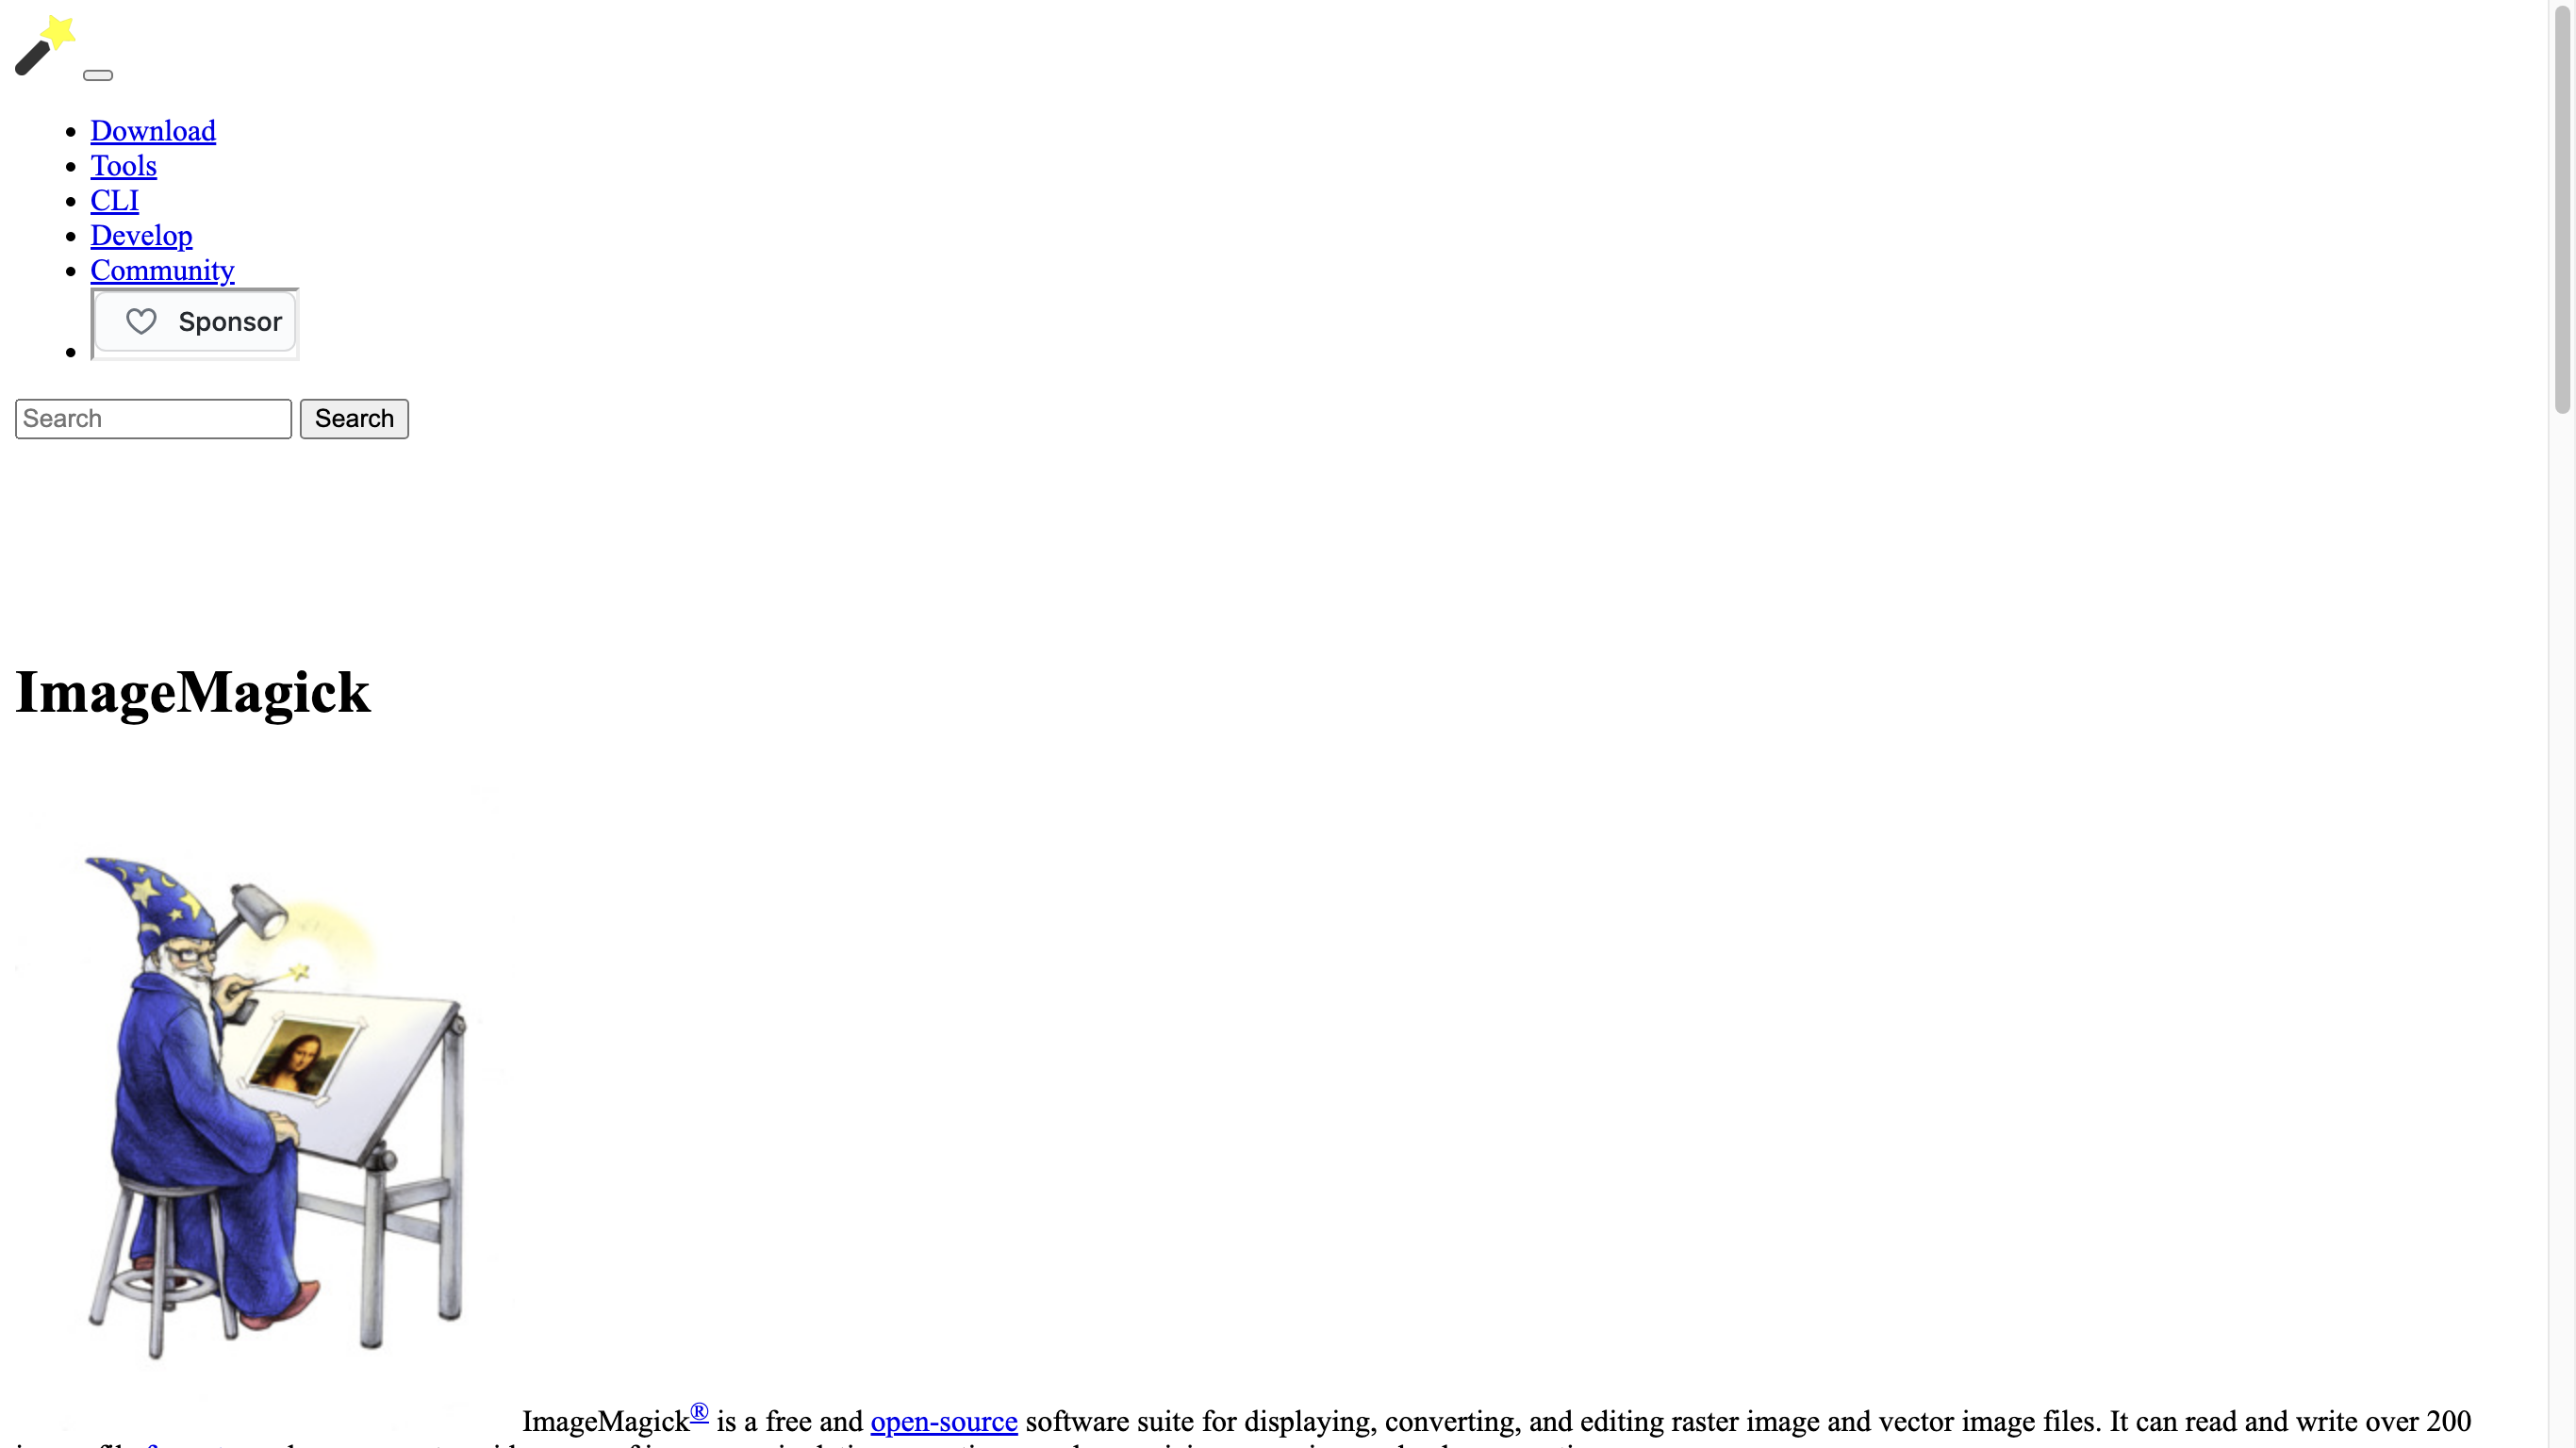 Download
Tools
CLI
Develop
Community
Sponsor
Search Search
ImageMagick
ImageMagick® is a free and open-source software suite for displaying, converting, and editing raster image and vector image files. It can read and write over 200